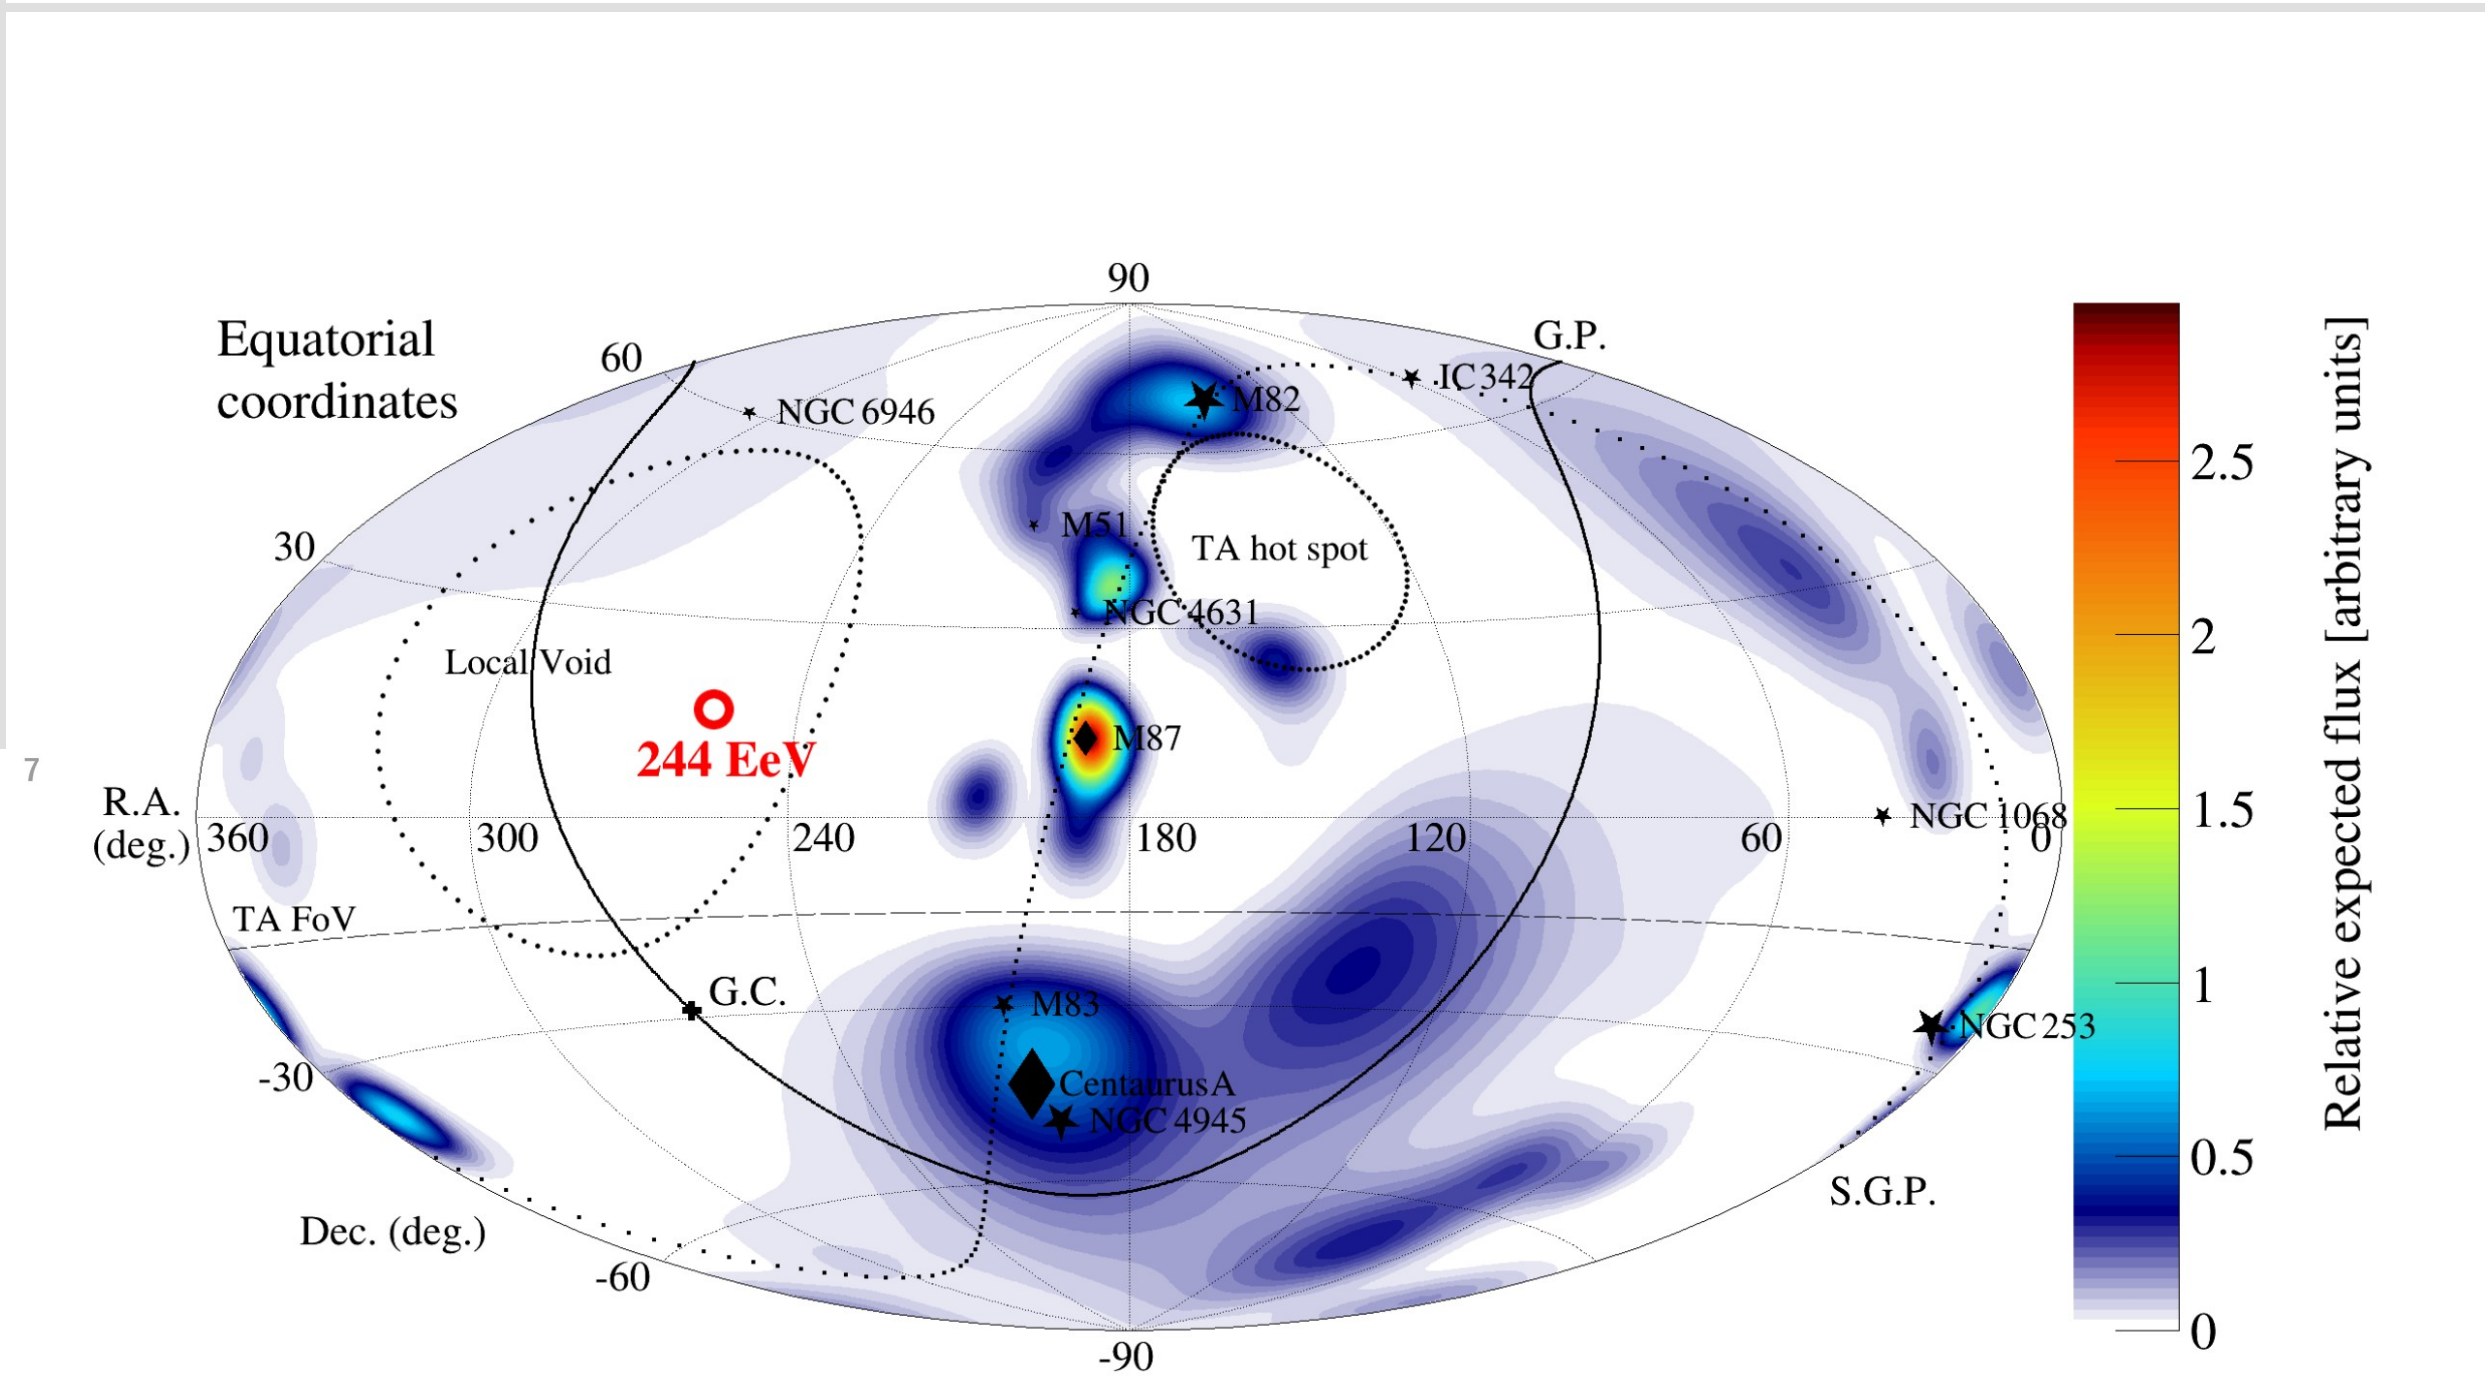 90
Equatorial
coordinates
60
G.P.
IC 342
M82
NGC 6946
2.5
M51
TA hot spot
30
NGC 4631
2
Local Void
244 EeV
M87
7
R.A.
(deg.)
360
300
240
180
120
60
0
NGC 1068
1.5
TA FoV
G.C.
M83
1
NGC 253
-30
Centaurus A
NGC 4945
0.5
S.G.P.
Dec. (deg.)
-60
0
-90
Relative expected flux [arbitrary units]